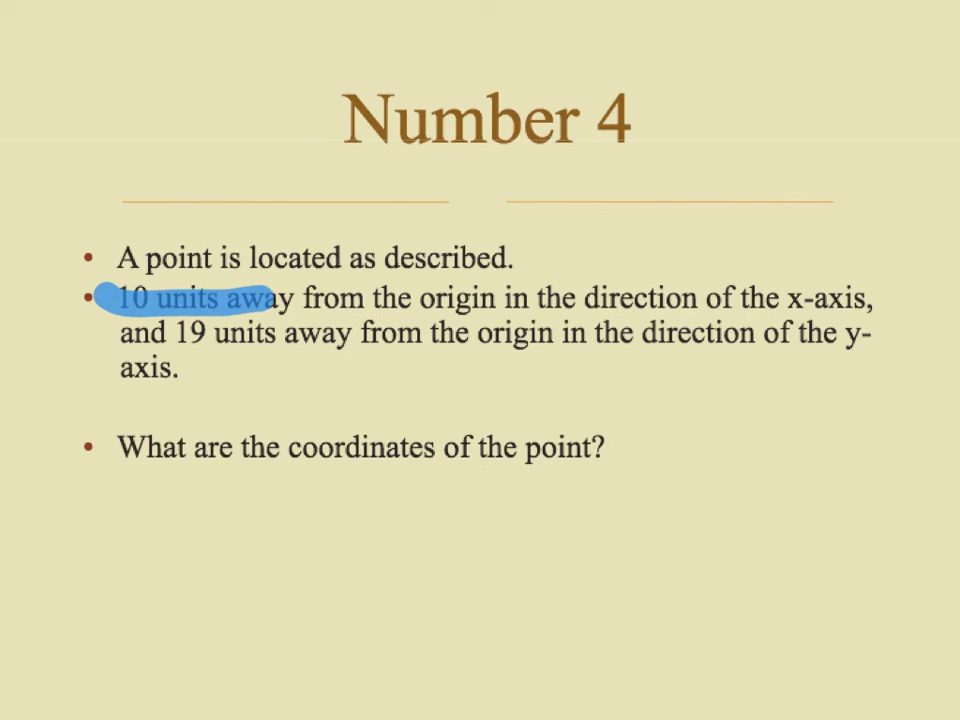 Number 4
• A point is located as described.
• 10 units away from the origin in the direction of the x-axis,
and 19 units away from the origin in the direction of the y-
axis.
• What are the coordinates of the point?